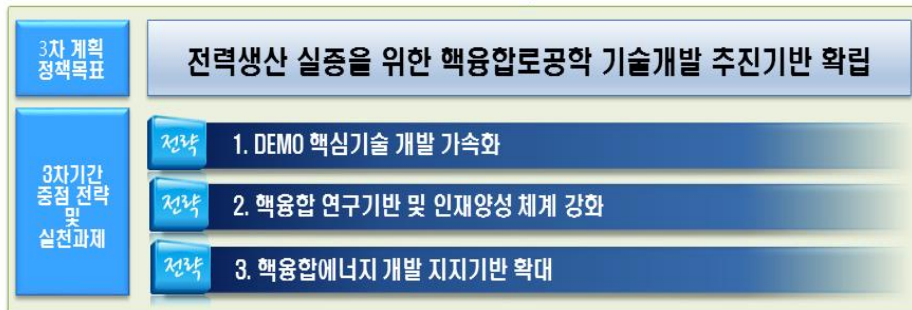 3차 계획
정책목표
전력생산 실증을 위한 핵융합로공학 기술개발 추진기반 확립
3차기간
중점 전략
및
실천과제
전략 1. DEMO 핵심기술 개발 가속화
전략 2. 핵융합 연구기반 및 인재양성 체계 강화
전략 3. 핵융합에너지 개발 지지기반 확대